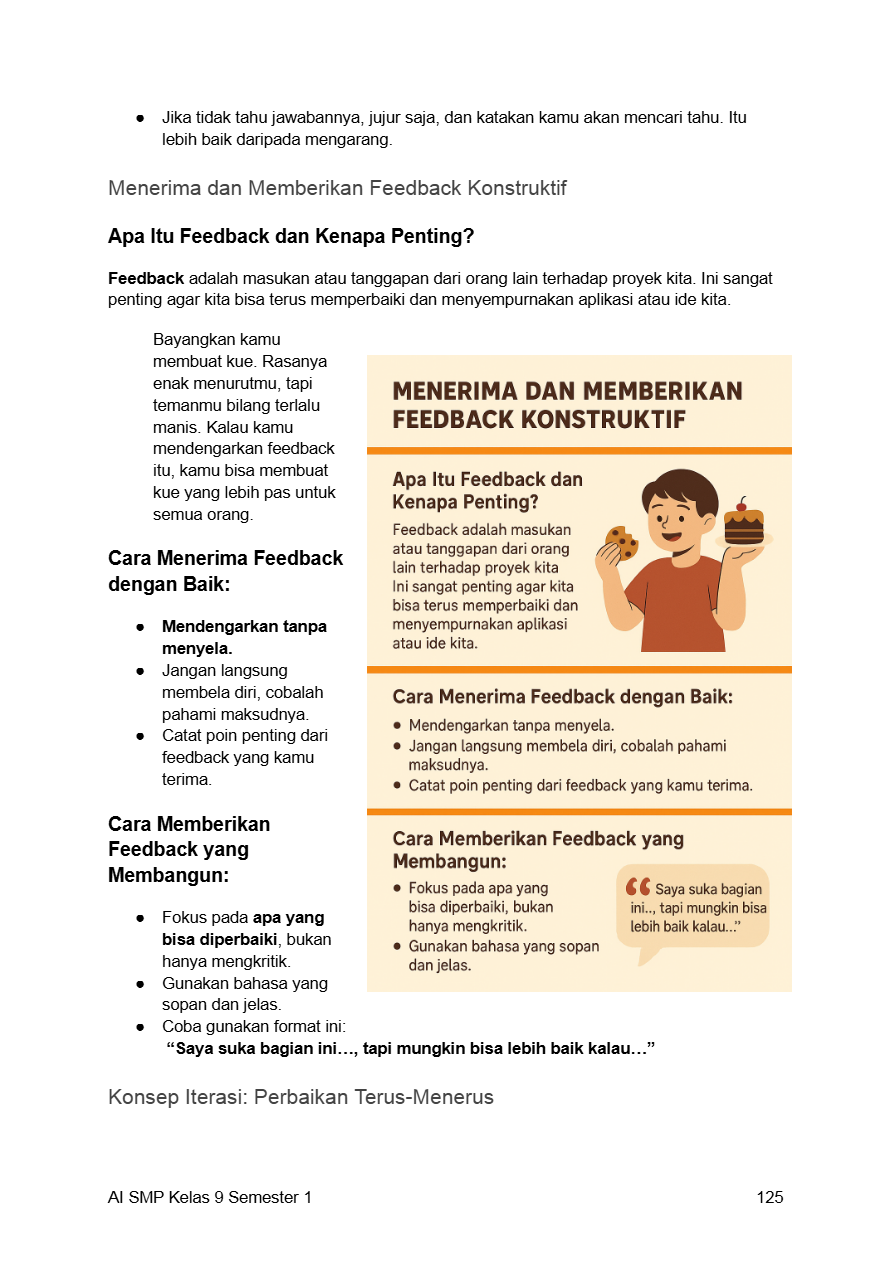 ● Jika tidak tahu jawabannya, jujur saja, dan katakan kamu akan mencari tahu. Itu
lebih baik daripada mengarang.
Menerima dan Memberikan Feedback Konstruktif
Apa Itu Feedback dan Kenapa Penting?
Feedback adalah masukan atau tanggapan dari orang lain terhadap proyek kita. Ini sangat
penting agar kita bisa terus memperbaiki dan menyempurnakan aplikasi atau ide kita.
Bayangkan kamu
membuat kue. Rasanya
enak menurutmu, tapi
temanmu bilang terlalu
manis. Kalau kamu
mendengarkan feedback
itu, kamu bisa membuat
kue yang lebih pas untuk
semua orang.
Cara Menerima Feedback
dengan Baik:
● Mendengarkan tanpa
menyela.
● Jangan langsung
membela diri, cobalah
pahami maksudnya.
● Catat poin penting dari
feedback yang kamu
terima.
Cara Memberikan
Feedback yang
Membangun:
● Fokus pada apa yang
bisa diperbaiki, bukan
hanya mengkritik.
● Gunakan bahasa yang
sopan dan jelas.
● Coba gunakan format ini:
“Saya suka bagian ini…, tapi mungkin bisa lebih baik kalau…”
MENERIMA DAN MEMBERIKAN
FEEDBACK KONSTRUKTIF
Apa Itu Feedback dan
Kenapa Penting?
Feedback adalah masukan
atau tanggapan dari orang
lain terhadap proyek kita
Ini sangat penting agar kita
bisa terus memperbaiki dan
menyempurnakan aplikasi
atau ide kita.
Cara Menerima Feedback dengan Baik:
● Mendengarkan tanpa menyela.
● Jangan langsung membela diri, cobalah pahami
maksudnya.
● Catat poin penting dari feedback yang kamu terima.
Cara Memberikan Feedback yang
Membangun:
● Fokus pada apa yang
bisa diperbaiki, bukan
hanya mengkritik.
● Gunakan bahasa yang sopan
dan jelas.
“Saya suka bagian
ini.., tapi mungkin bisa
lebih baik kalau...”
Konsep Iterasi: Perbaikan Terus-Menerus
AI SMP Kelas 9 Semester 1 125